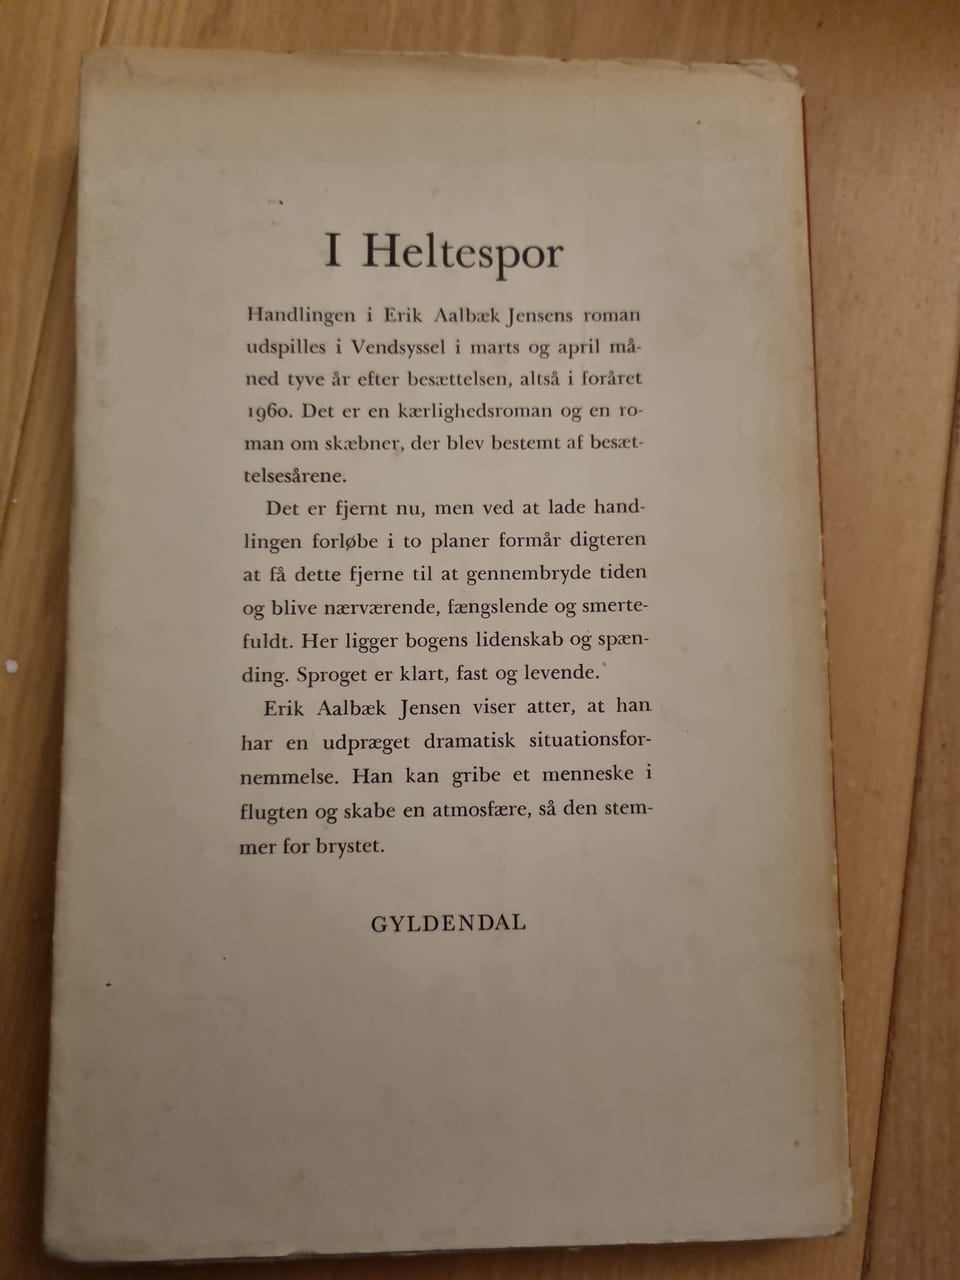 I Heltespor
Handlingen i Erik Aalbæk Jensens roman
udspilles i Vendsyssel i marts og april må-
ned tyve år efter besættelsen, altså i foråret
1960. Det er en kærlighedsroman og en ro-
man om skæbner, der blev bestemt af besæt-
telsesårene.
Det er fjernt nu, men ved at lade hand-
lingen forløbe i to planer formår digteren
at få dette fjerne til at gennembryde tiden
og blive nærværende, fængslende og smerte-
fuldt. Her ligger bogens lidenskab og spæn-
ding. Sproget er klart, fast og levende.
Erik Aalbæk Jensen viser atter, at han
har en udpræget dramatisk situationsfor-
nemmelse. Han kan gribe et menneske i
flugten og skabe en atmosfære, så den stem-
mer for brystet.
GYLDENDAL